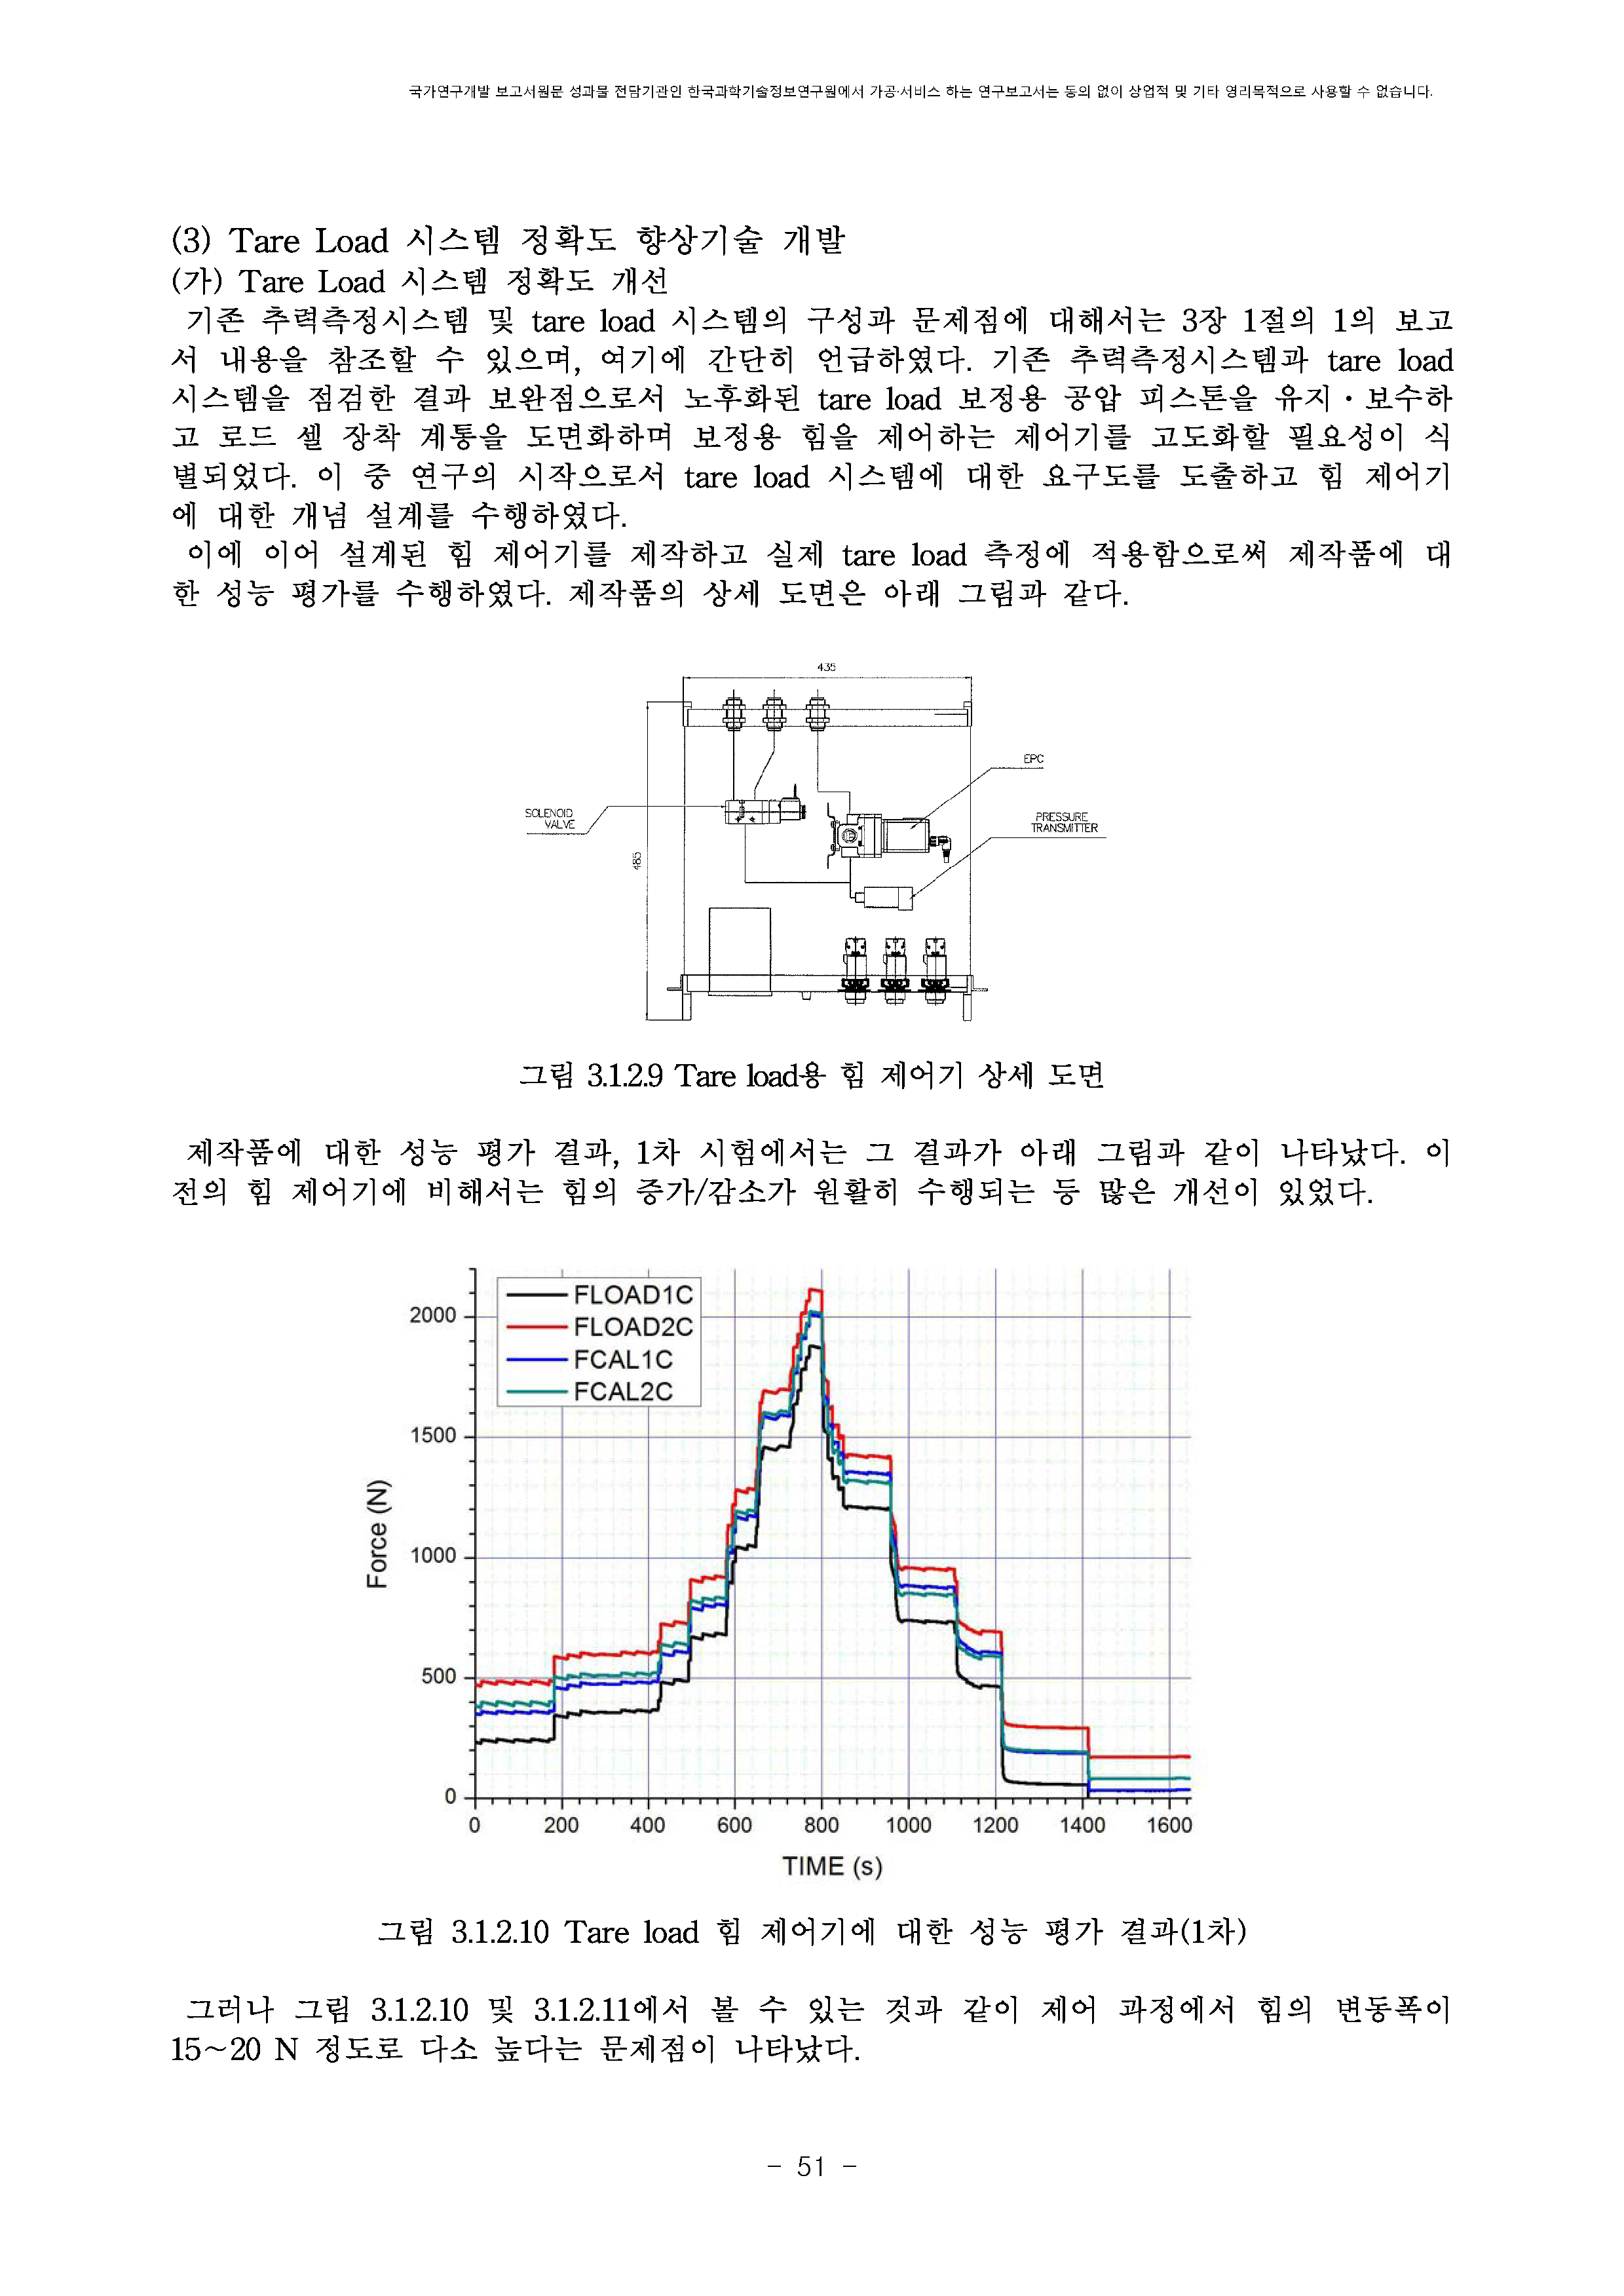 국가연구개발 보고서원문 성과물 전담기관인 한국과학기술정보연구원에서 가공·서비스 하는 연구보고서는 동의 없이 상업적 및 기타 영리목적으로 사용할 수 없습니다.
(3) Tare Load 시스템 정확도 향상기술 개발
(가) Tare Load 시스템 정확도 개선
기존 추력측정시스템 및 tare load 시스템의 구성과 문제점에 대해서는 3장 1절의 1의 보고
서 내용을 참조할 수 있으며, 여기에 간단히 언급하였다. 기존 추력측정시스템과 tare load
시스템을 점검한 결과 보완점으로서 노후화된 tare load 보정용 공압 피스톤을 유지·보수하
고 로드 셀 장착 계통을 도면화하며 보정용 힘을 제어하는 제어기를 고도화할 필요성이 식
별되었다. 이 중 연구의 시작으로서 tare load 시스템에 대한 요구도를 도출하고 힘 제어기
에 대한 개념 설계를 수행하였다.
이에 이어 설계된 힘 제어기를 제작하고 실제 tare load 측정에 적용함으로써 제작품에 대
한 성능 평가를 수행하였다. 제작품의 상세 도면은 아래 그림과 같다.
435
EPC
SOLENOID
VALVE
PRESSURE
TRANSMITTER
485
그림 3.1.2.9 Tare load용 힘 제어기 상세 도면
제작품에 대한 성능 평가 결과, 1차 시험에서는 그 결과가 아래 그림과 같이 나타났다. 이
전의 힘 제어기에 비해서는 힘의 증가/감소가 원활히 수행되는 등 많은 개선이 있었다.
FLOAD1C
FLOAD2C
FCAL1C
FCAL2C
2000
1500
1000
500
0
Force (N)
0 200 400 600 800 1000 1200 1400 1600
TIME (s)
그림 3.1.2.10 Tare load 힘 제어기에 대한 성능 평가 결과(1차)
그러나 그림 3.1.2.10 및 3.1.2.11에서 볼 수 있는 것과 같이 제어 과정에서 힘의 변동폭이
15~20 N 정도로 다소 높다는 문제점이 나타났다.
- 51 -